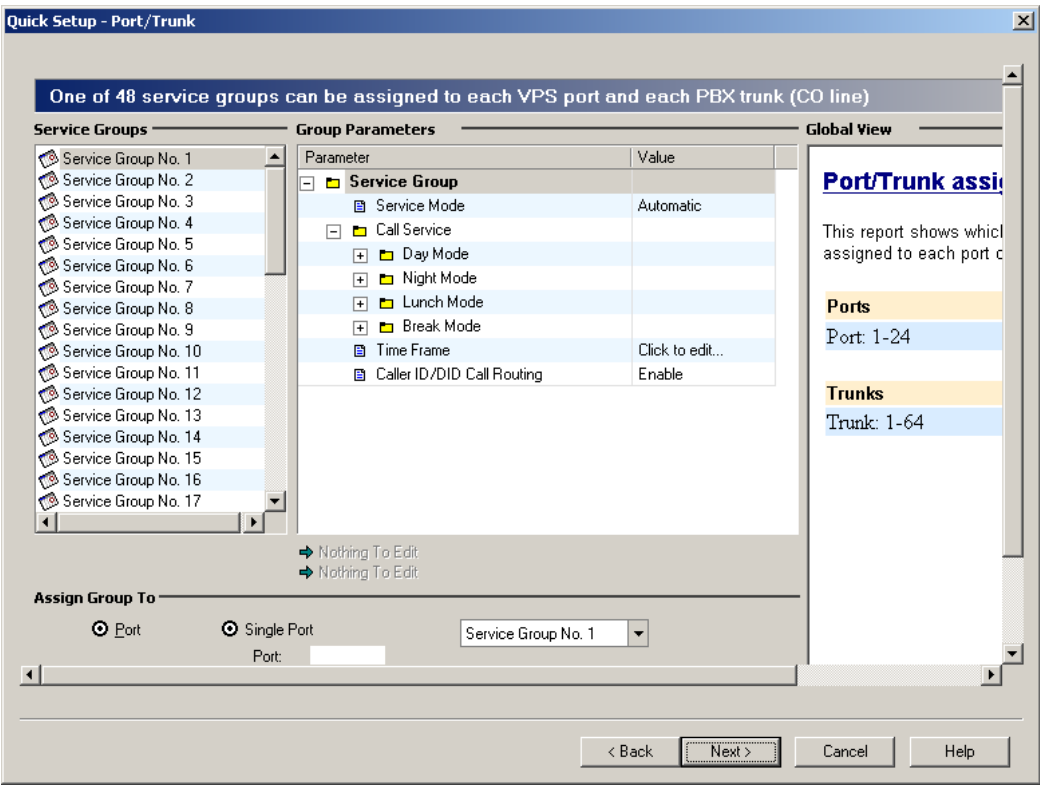 Quick Setup - Port/Trunk
One of 48 service groups can be assigned to each VPS port and each PBX trunk (CO line)
Service Groups
Service Group No. 1
Service Group No. 2
Service Group No. 3
Service Group No. 4
Service Group No. 5
Service Group No. 6
Service Group No. 7
Service Group No. 8
Service Group No. 9
Service Group No. 10
Service Group No. 11
Service Group No. 12
Service Group No. 13
Service Group No. 14
Service Group No. 15
Service Group No. 16
Service Group No. 17
Group Parameters
Parameter Value
Service Group
Service Mode Automatic
Call Service
Day Mode
Night Mode
Lunch Mode
Break Mode
Time Frame Click to edit...
Caller ID/DID Call Routing Enable
Nothing To Edit
Nothing To Edit
Global View
Port/Trunk assi
This report shows whicl
assigned to each port o
Ports
Port: 1-24
Trunks
Trunk: 1-64
Assign Group To
Port Single Port Service Group No. 1
Port:
< Back Next > Cancel Help